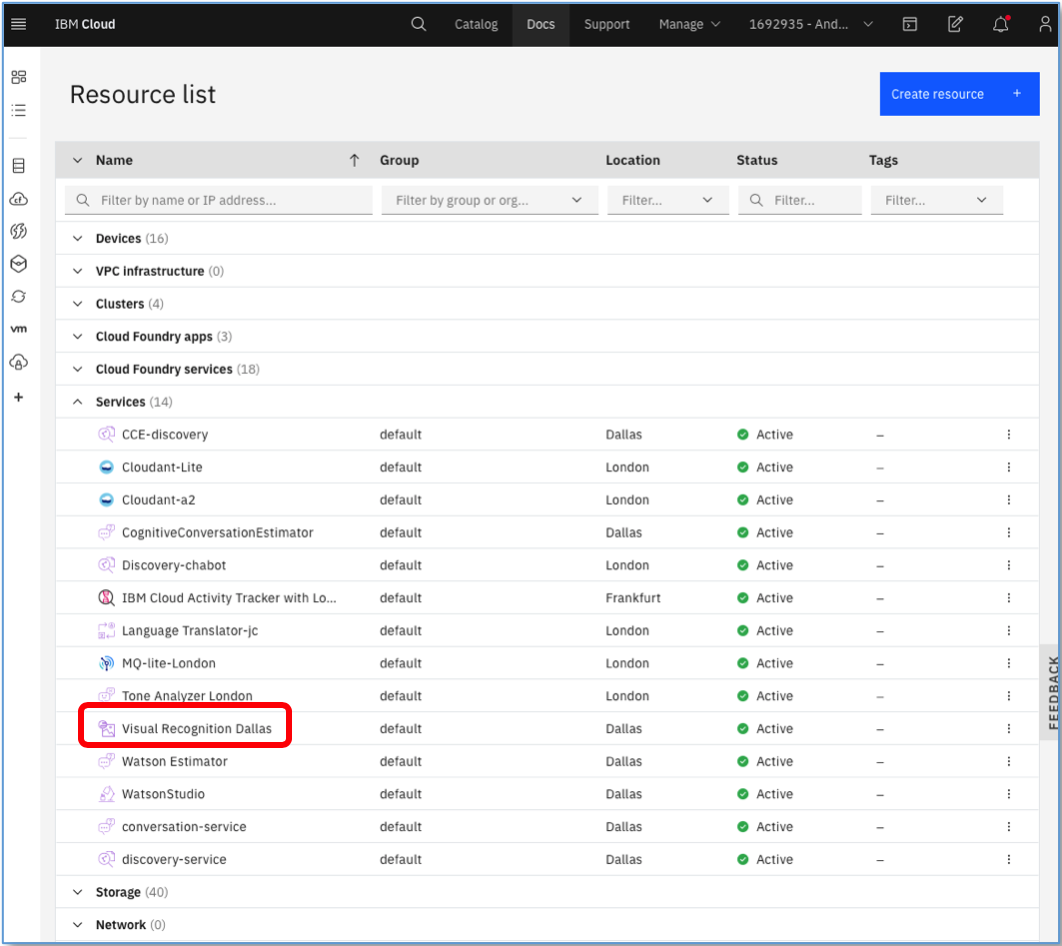 IBM Cloud Catalog Docs Support Manage 1692935 - And...
Resource list
Create resource +
Name Group Location Status Tags
Filter by name or IP address... Filter by group or org... Filter... Filter... Filter...
Devices (16)
VPC infrastructure (0)
Clusters (4)
Cloud Foundry apps (3)
Cloud Foundry services (18)
Services (14)
CCE-discovery default Dallas Active –
Cloudant-Lite default London Active –
Cloudant-a2 default London Active –
CognitiveConversationEstimator default Dallas Active –
Discovery-chabot default London Active –
IBM Cloud Activity Tracker with Lo... default Frankfurt Active –
Language Translator-jc default London Active –
MQ-lite-London default London Active –
Tone Analyzer London default London Active –
Visual Recognition Dallas default Dallas Active –
Watson Estimator default Dallas Active –
WatsonStudio default Dallas Active –
conversation-service default Dallas Active –
discovery-service default Dallas Active –
Storage (40)
Network (0)
vm
FEEDBACK